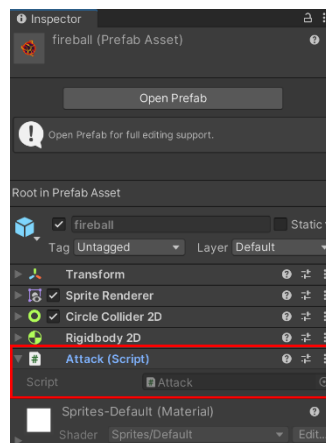 Inspector
fireball (Prefab Asset)
Open Prefab
Open Prefab for full editing support.
Root in Prefab Asset
fireball Static
Tag Untagged Layer Default
Transform
Sprite Renderer
Circle Collider 2D
Rigidbody 2D
# Attack (Script)
Script Attack
Sprites-Default (Material)
Shader Sprites/Default Edit...